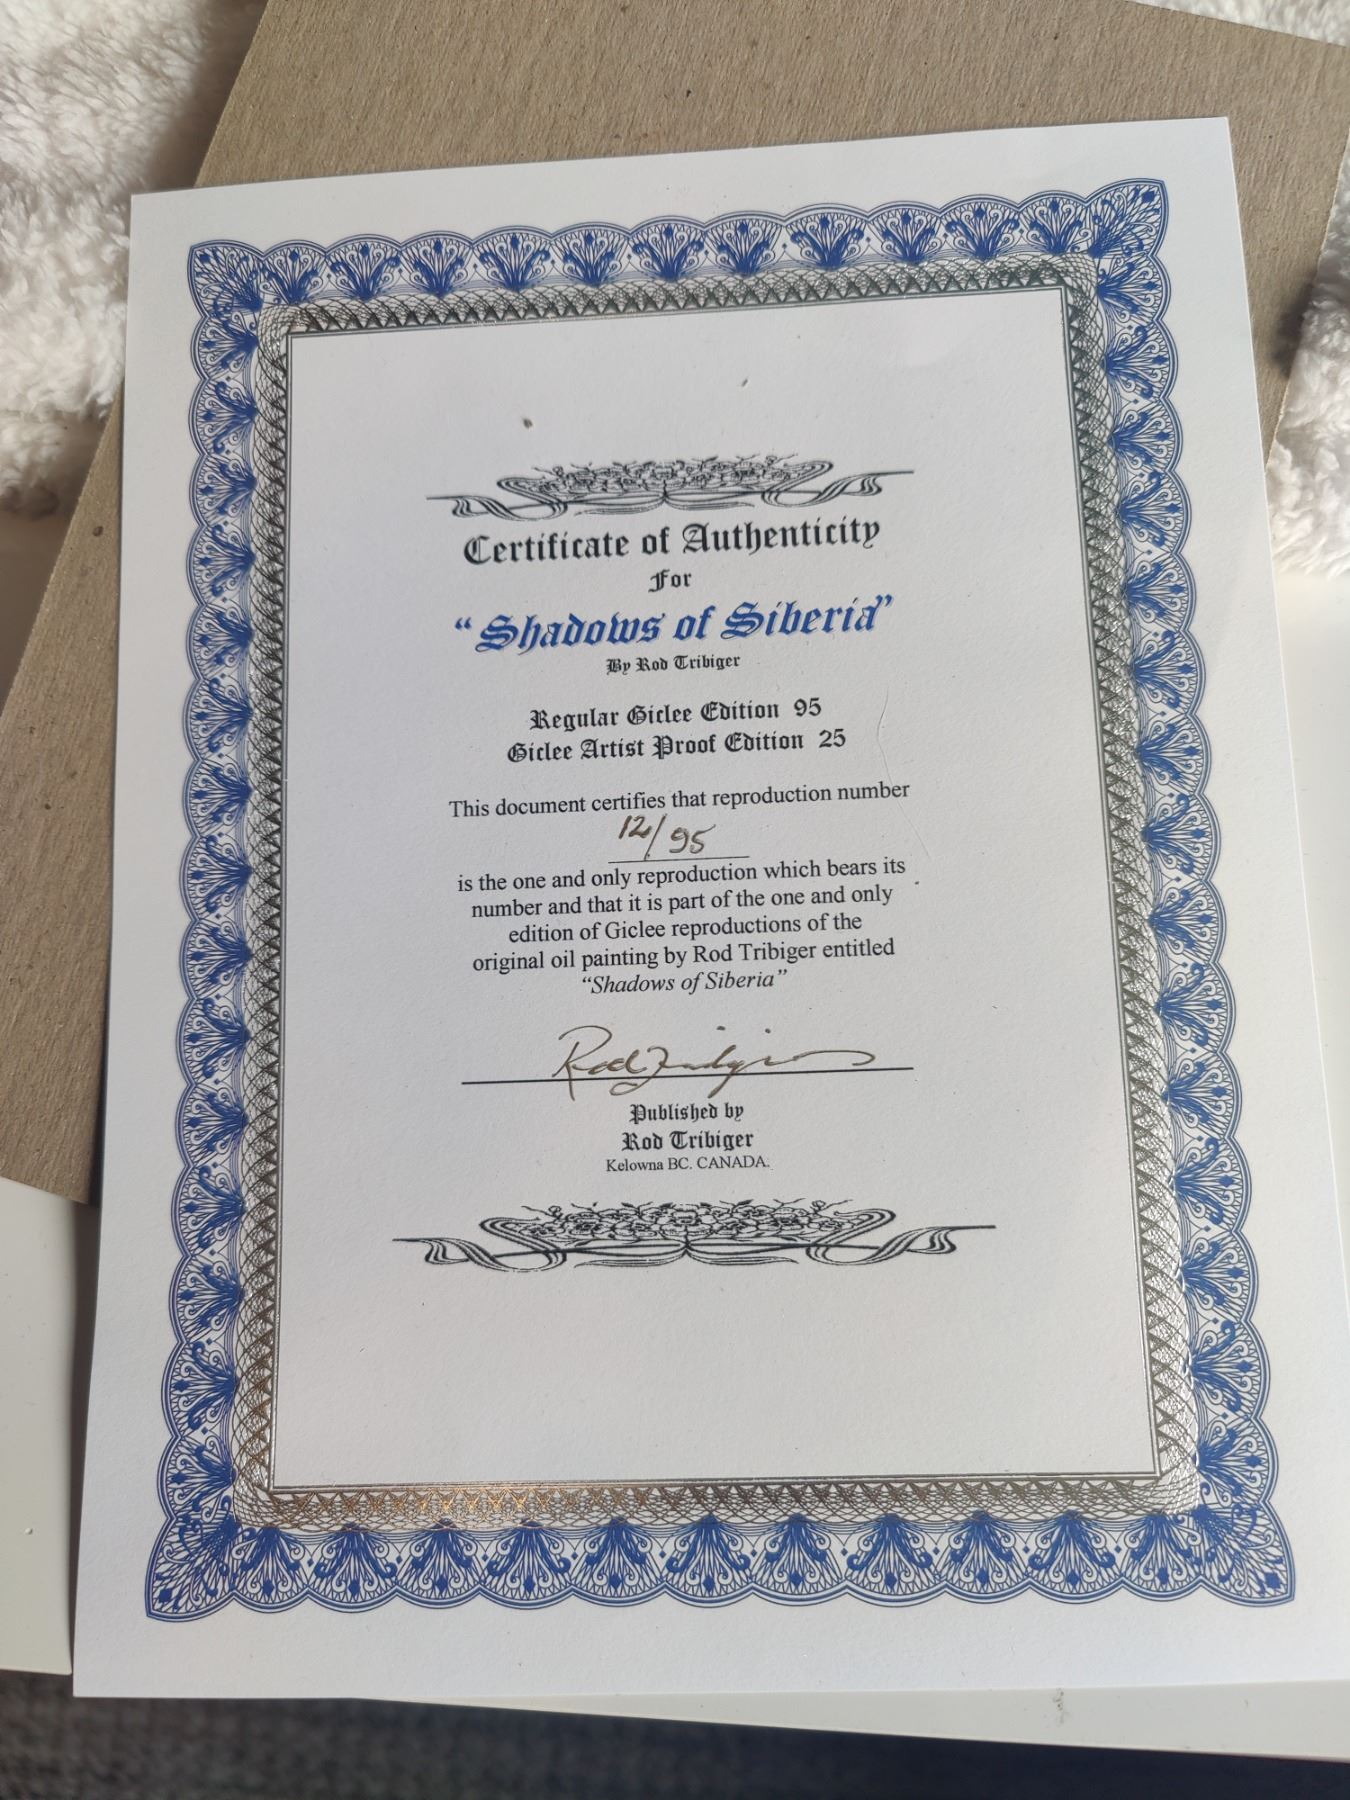 Certificate of Authenticity
For
“Shadows of Siberia”
By Rod Tribiger
Regular Giclee Edition 95
Giclee Artist Proof Edition 25
This document certifies that reproduction number
12/95
is the one and only reproduction which bears its
number and that it is part of the one and only
edition of Giclee reproductions of the
original oil painting by Rod Tribiger entitled
“Shadows of Siberia”
Rod Tribiger
Published by
Rod Tribiger
Kelowna BC. CANADA.